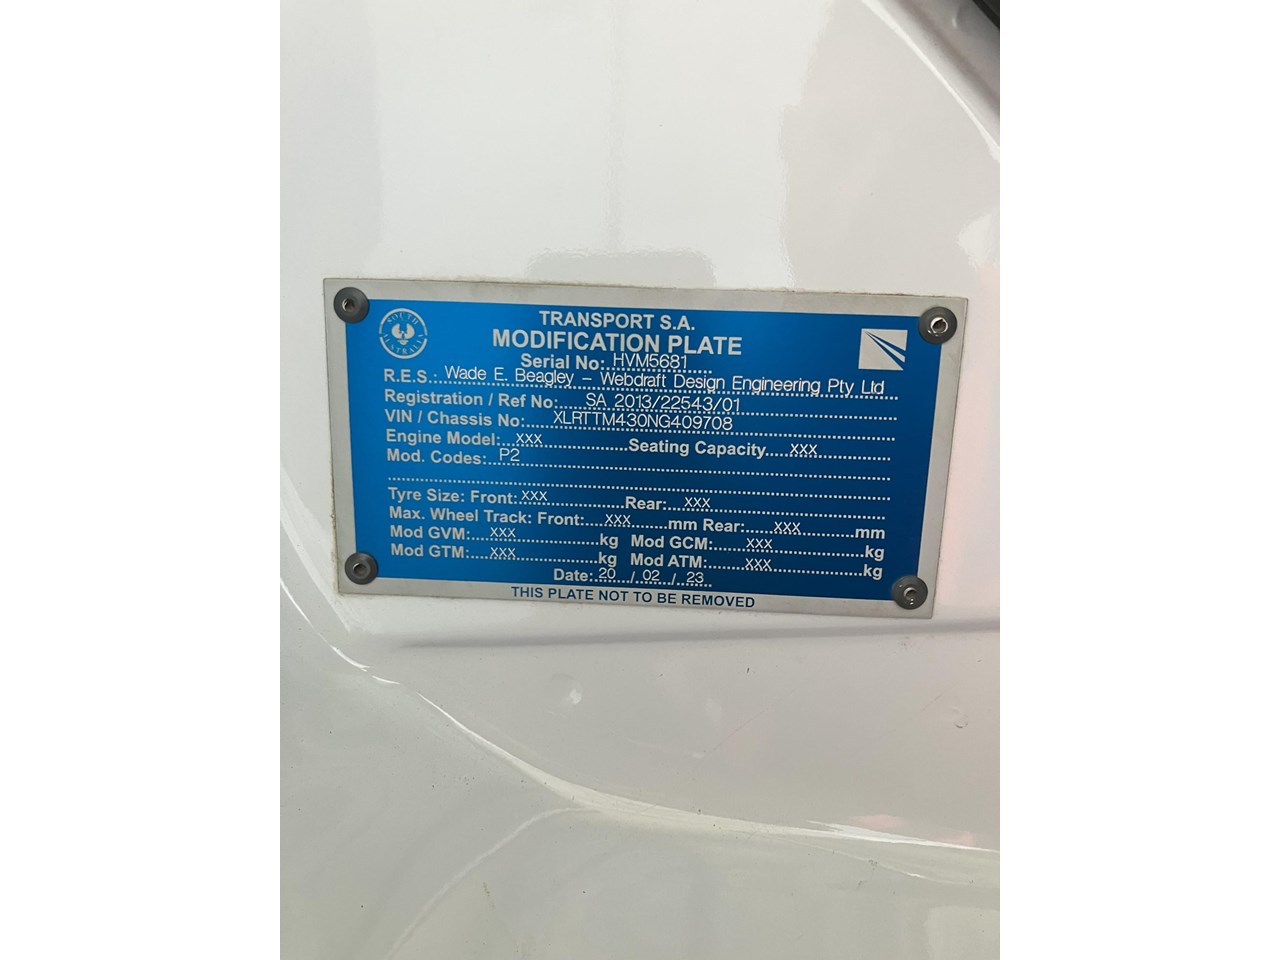 SOUTH AUSTRALIA
TRANSPORT S.A.
MODIFICATION PLATE
Serial No: HVM5681
R.E.S.: Wade E. Beagley - Webdraft Design Engineering Pty Ltd
Registration / Ref No: SA 2013/22543/01
VIN / Chassis No: XLRTTM430NG409708
Engine Model: XXX Seating Capacity XXX
Mod. Codes: P2
Tyre Size: Front: XXX Rear: XXX
Max. Wheel Track: Front: XXX mm Rear: XXX mm
Mod GVM: XXX kg Mod GCM: XXX kg
Mod GTM: XXX kg Mod ATM: XXX kg
Date: 20 / 02 / 23
THIS PLATE NOT TO BE REMOVED